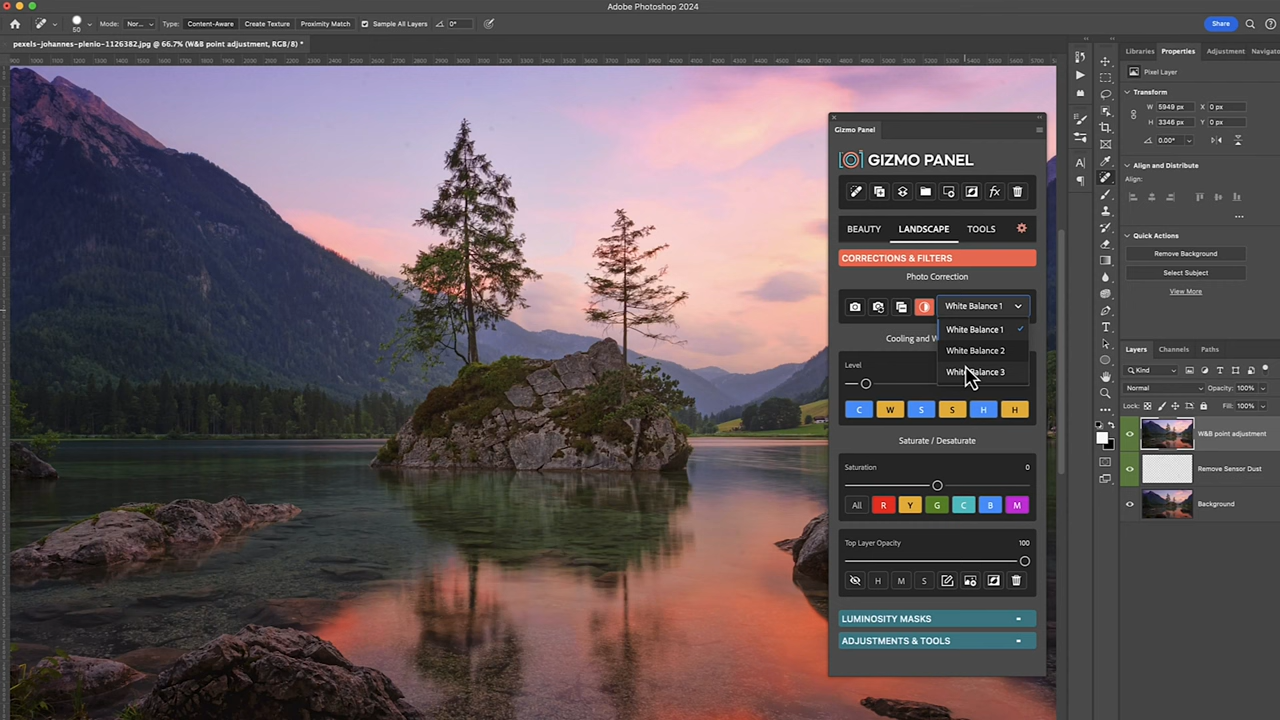 Adobe Photoshop 2024
50
Mode: Nor... Type: Content-Aware Create Texture Proximity Match Sample All Layers 0° Share
pexels-johannes-plenio-1126382.jpg @ 66.7% (W&B point adjustment, RGB/8) *
Libraries Properties Adjustment Navigato
Pixel Layer
Transform
W 5949 px X 0 px
H 3346 px Y 0 px
0.00°
Align and Distribute
Align:
Quick Actions
Remove Background
Select Subject
View More
Layers Channels Paths
Kind
Normal Opacity: 100%
Lock: Fill: 100%
W&B point adjustment
Remove Sensor Dust
Background
Gizmo Panel
GIZMO PANEL
fx
BEAUTY LANDSCAPE TOOLS
CORRECTIONS & FILTERS
Photo Correction
White Balance 1
White Balance 1
White Balance 2
White Balance 3
Cooling and W
Level
C W S S H H
Saturate / Desaturate
Saturation 0
All R Y G C B M
Top Layer Opacity 100
H M S
LUMINOSITY MASKS
ADJUSTMENTS & TOOLS